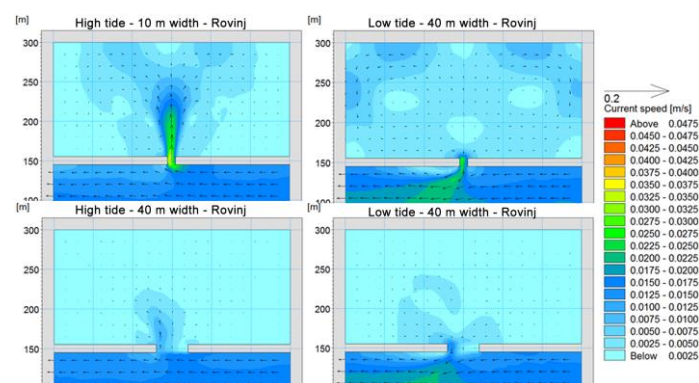 [m] High tide - 10 m width - Rovinj
300
250
200
150
100
[m] Low tide - 40 m width - Rovinj
300
250
200
150
100
[m] High tide - 40 m width - Rovinj
300
250
200
150
[m] Low tide - 40 m width - Rovinj
300
250
200
150
0.2
Current speed [m/s]
Above 0.0475
0.0450 - 0.0475
0.0425 - 0.0450
0.0400 - 0.0425
0.0375 - 0.0400
0.0350 - 0.0375
0.0325 - 0.0350
0.0300 - 0.0325
0.0275 - 0.0300
0.0250 - 0.0275
0.0225 - 0.0250
0.0200 - 0.0225
0.0175 - 0.0200
0.0150 - 0.0175
0.0125 - 0.0150
0.0100 - 0.0125
0.0075 - 0.0100
0.0050 - 0.0075
0.0025 - 0.0050
Below 0.0025